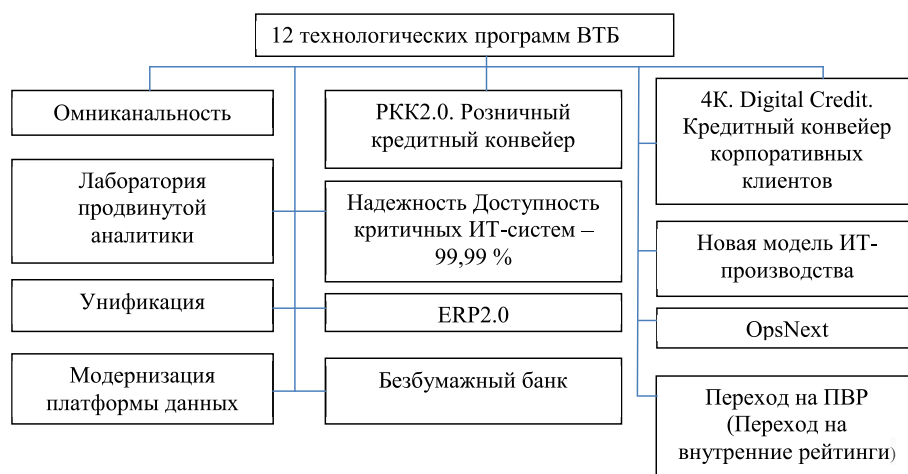 12 технологических программ ВТБ
Омниканальность
РКК2.0. Розничный
кредитный конвейер
4К. Digital Credit.
Кредитный конвейер
корпоративных
клиентов
Лаборатория
продвинутой
аналитики
Надежность Доступность
критичных ИТ-систем –
99,99 %
Новая модель ИТ-
производства
Унификация
ERP2.0
OpsNext
Модернизация
платформы данных
Безбумажный банк
Переход на ПВР
(Переход на
внутренние рейтинги)